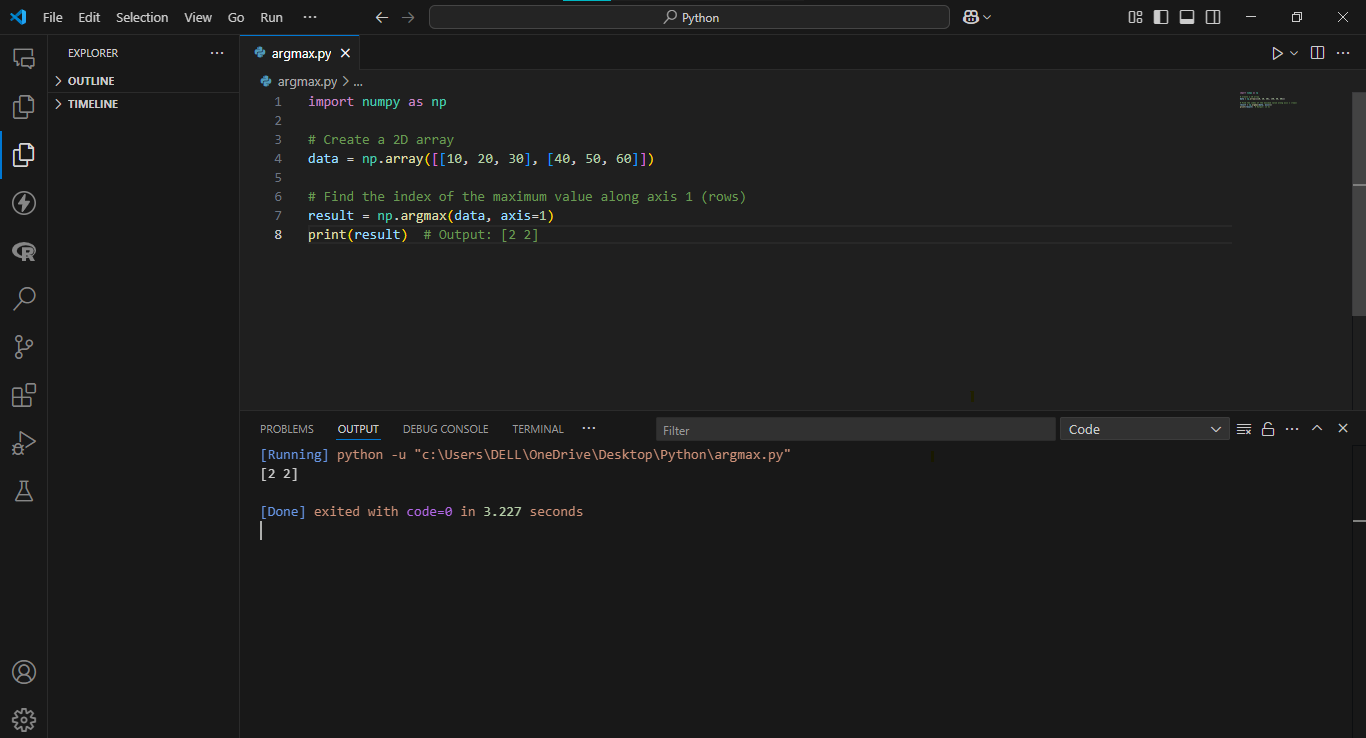 File Edit Selection View Go Run ··· Python
EXPLORER ···
OUTLINE
TIMELINE
argmax.py
argmax.py > ...
1 import numpy as np
2
3 # Create a 2D array
4 data = np.array([[10, 20, 30], [40, 50, 60]])
5
6 # Find the index of the maximum value along axis 1 (rows)
7 result = np.argmax(data, axis=1)
8 print(result)  # Output: [2 2]
PROBLEMS OUTPUT DEBUG CONSOLE TERMINAL ··· Filter Code
[Running] python -u "c:\Users\DELL\OneDrive\Desktop\Python\argmax.py"
[2 2]
[Done] exited with code=0 in 3.227 seconds